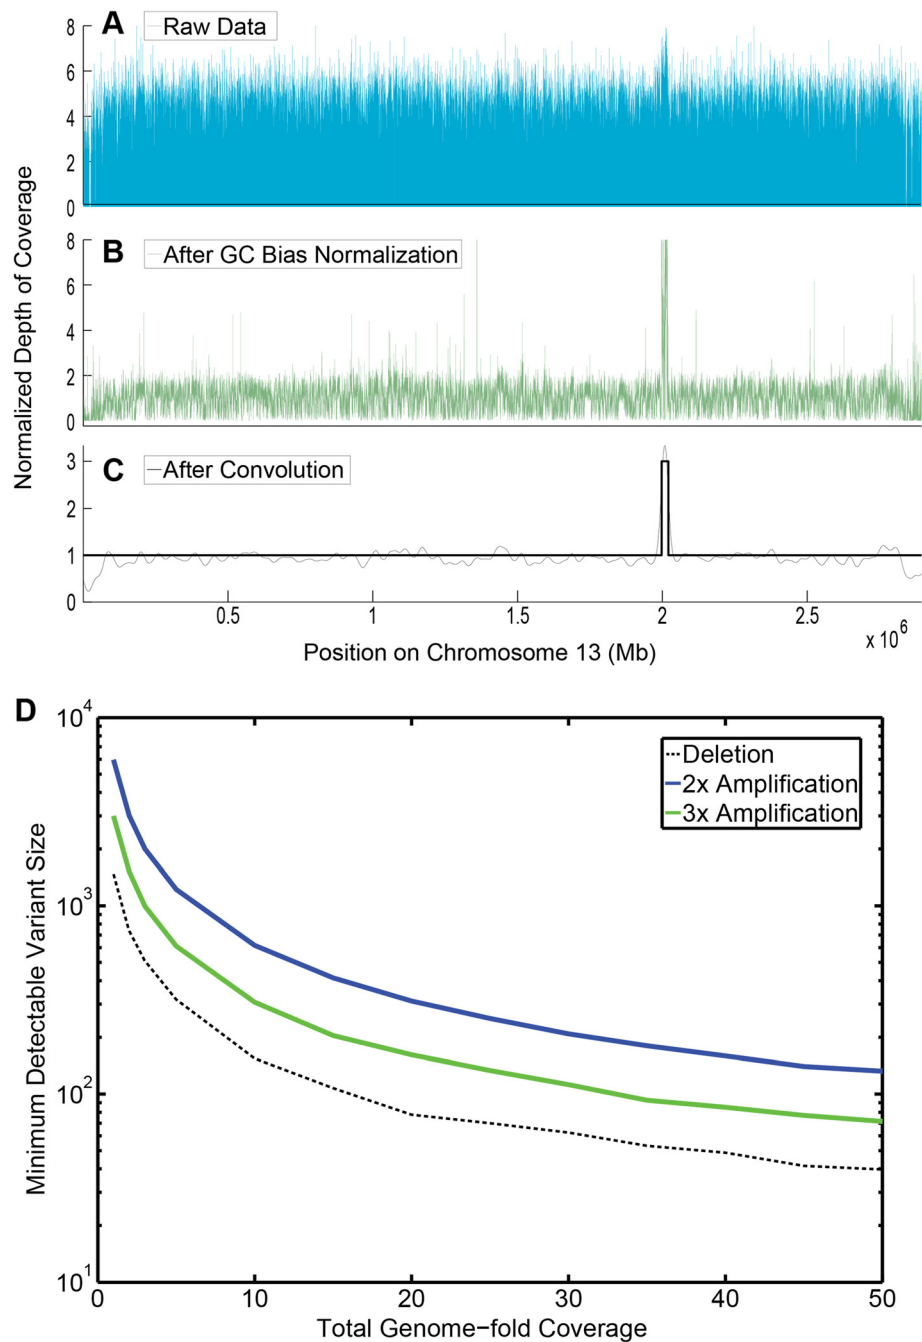 A
Raw Data
8
6
4
2
0
B
After GC Bias Normalization
8
6
4
2
0
Normalized Depth of Coverage
C
After Convolution
3
2
1
0
0.5 1 1.5 2 2.5
x 10^6
Position on Chromosome 13 (Mb)
D
10^4
10^3
10^2
10^1
Minimum Detectable Variant Size
Deletion
2x Amplification
3x Amplification
0 10 20 30 40 50
Total Genome−fold Coverage